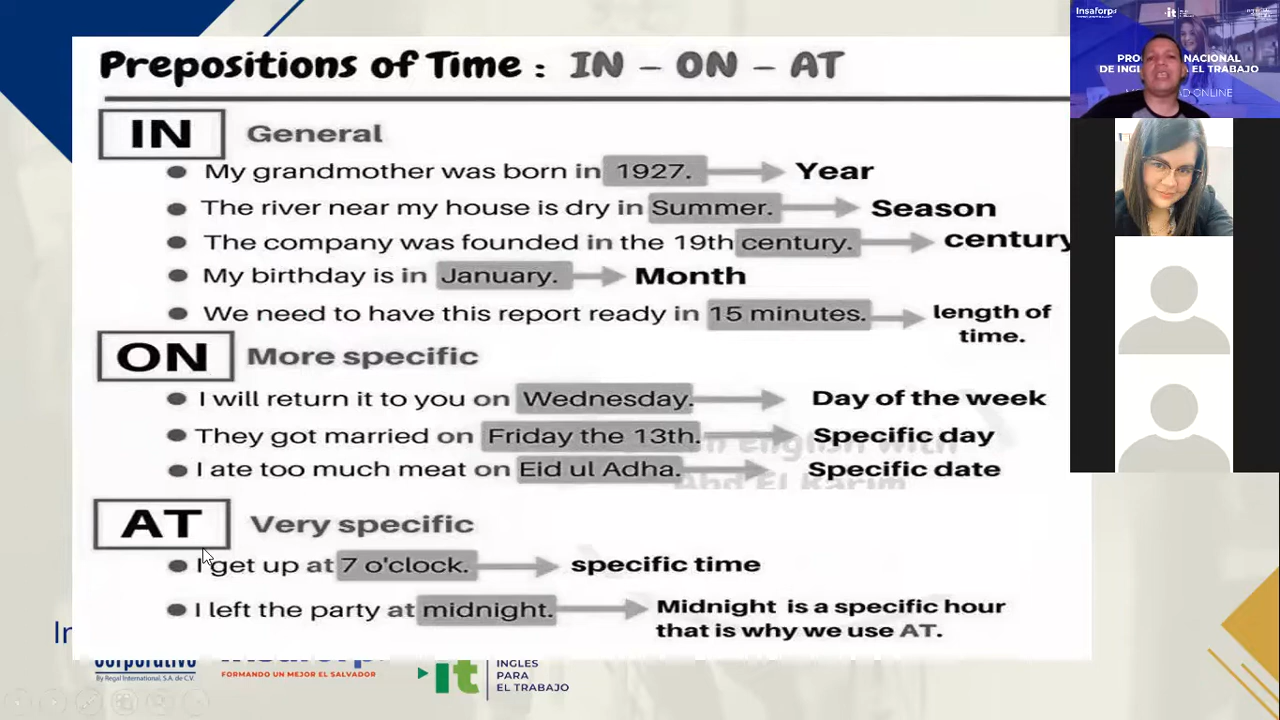 Prepositions of Time : IN – ON – AT
IN General
My grandmother was born in 1927. Year
The river near my house is dry in Summer. Season
The company was founded in the 19th century. century
My birthday is in January. Month
We need to have this report ready in 15 minutes. length of
time.
ON More specific
I will return it to you on Wednesday. Day of the week
They got married on Friday the 13th. Specific day
I ate too much meat on Eid ul Adha. Specific date
AT Very specific
I get up at 7 o'clock. specific time
I left the party at midnight. Midnight is a specific hour
that is why we use AT.
By Regal International, S.A. de C.V.
FORMANDO UN MEJOR EL SALVADOR
it
INGLES
PARA
EL TRABAJO
Insaforp
it
NACIONAL
EL TRABAJO
ONLINE